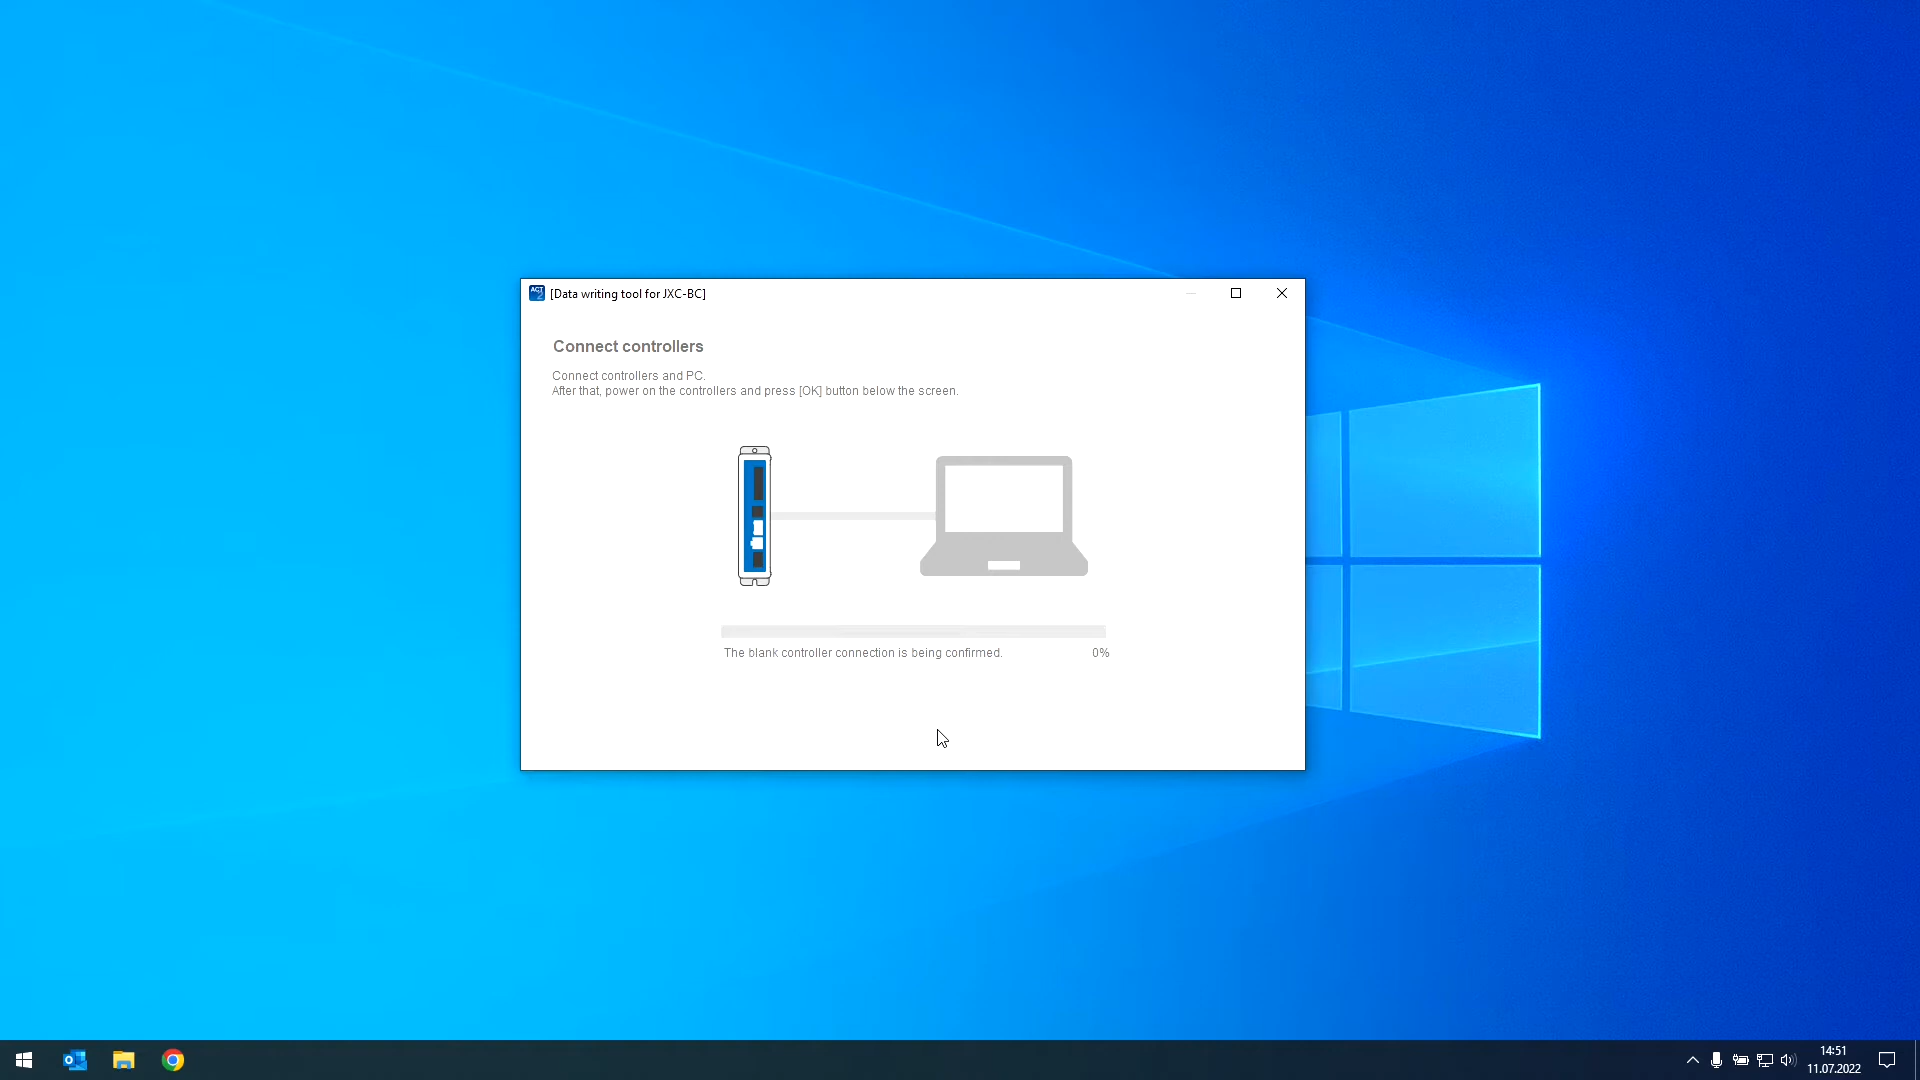 ACT 2 [Data writing tool for JXC-BC]
Connect controllers
Connect controllers and PC.
After that, power on the controllers and press [OK] button below the screen.
The blank controller connection is being confirmed. 0%
14:51
11.07.2022